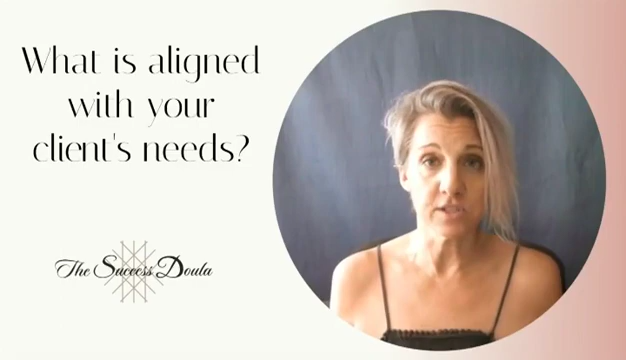 What is aligned
with your
client's needs?
The Success Doula